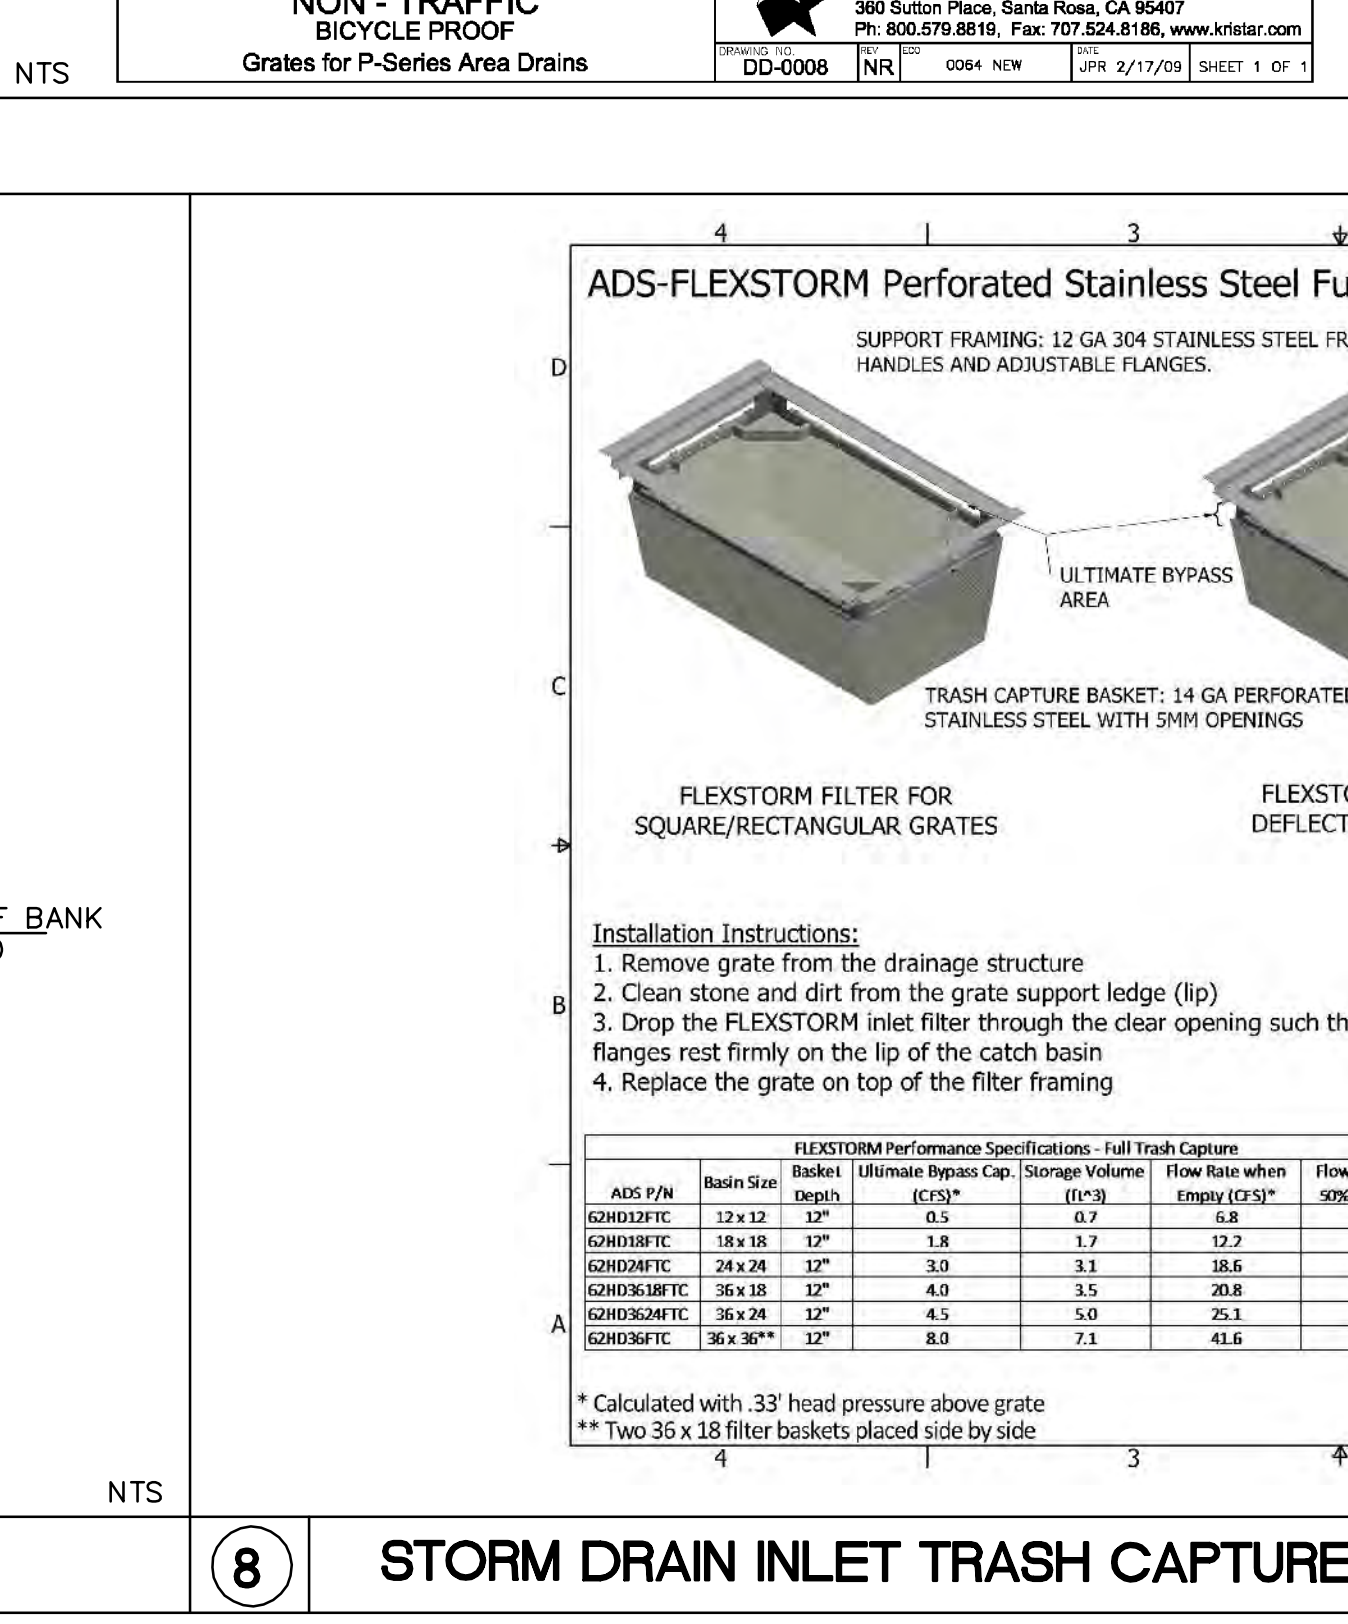 NON - TRAFFIC
BICYCLE PROOF
Grates for P-Series Area Drains
NTS
360 Sutton Place, Santa Rosa, CA 95407
Ph: 800.579.8819, Fax: 707.524.8186, www.kristar.com
DRAWING NO.
DD-0008
REV
NR
ECO
0064 NEW
DATE
JPR 2/17/09
SHEET 1 OF 1
4 3
ADS-FLEXSTORM Perforated Stainless Steel Fu
SUPPORT FRAMING: 12 GA 304 STAINLESS STEEL FR
HANDLES AND ADJUSTABLE FLANGES.
D
ULTIMATE BYPASS
AREA
C
TRASH CAPTURE BASKET: 14 GA PERFORATED
STAINLESS STEEL WITH 5MM OPENINGS
FLEXSTORM FILTER FOR
SQUARE/RECTANGULAR GRATES
FLEXSTO
DEFLECT
F BANK
Installation Instructions:
1. Remove grate from the drainage structure
2. Clean stone and dirt from the grate support ledge (lip)
B
3. Drop the FLEXSTORM inlet filter through the clear opening such th
flanges rest firmly on the lip of the catch basin
4. Replace the grate on top of the filter framing
FLEXSTORM Performance Specifications - Full Trash Capture
ADS P/N Basin Size Basket Depth Ultimate Bypass Cap. (CFS)* Storage Volume (ft^3) Flow Rate when Empty (CFS)* Flow 50%
62HD12FTC 12 x 12 12" 0.5 0.7 6.8
62HD18FTC 18 x 18 12" 1.8 1.7 12.2
62HD24FTC 24 x 24 12" 3.0 3.1 18.6
62HD3618FTC 36 x 18 12" 4.0 3.5 20.8
62HD3624FTC 36 x 24 12" 4.5 5.0 25.1
A
62HD36FTC 36 x 36** 12" 8.0 7.1 41.6
* Calculated with .33' head pressure above grate
** Two 36 x 18 filter baskets placed side by side
4 3
NTS
8 STORM DRAIN INLET TRASH CAPTURE